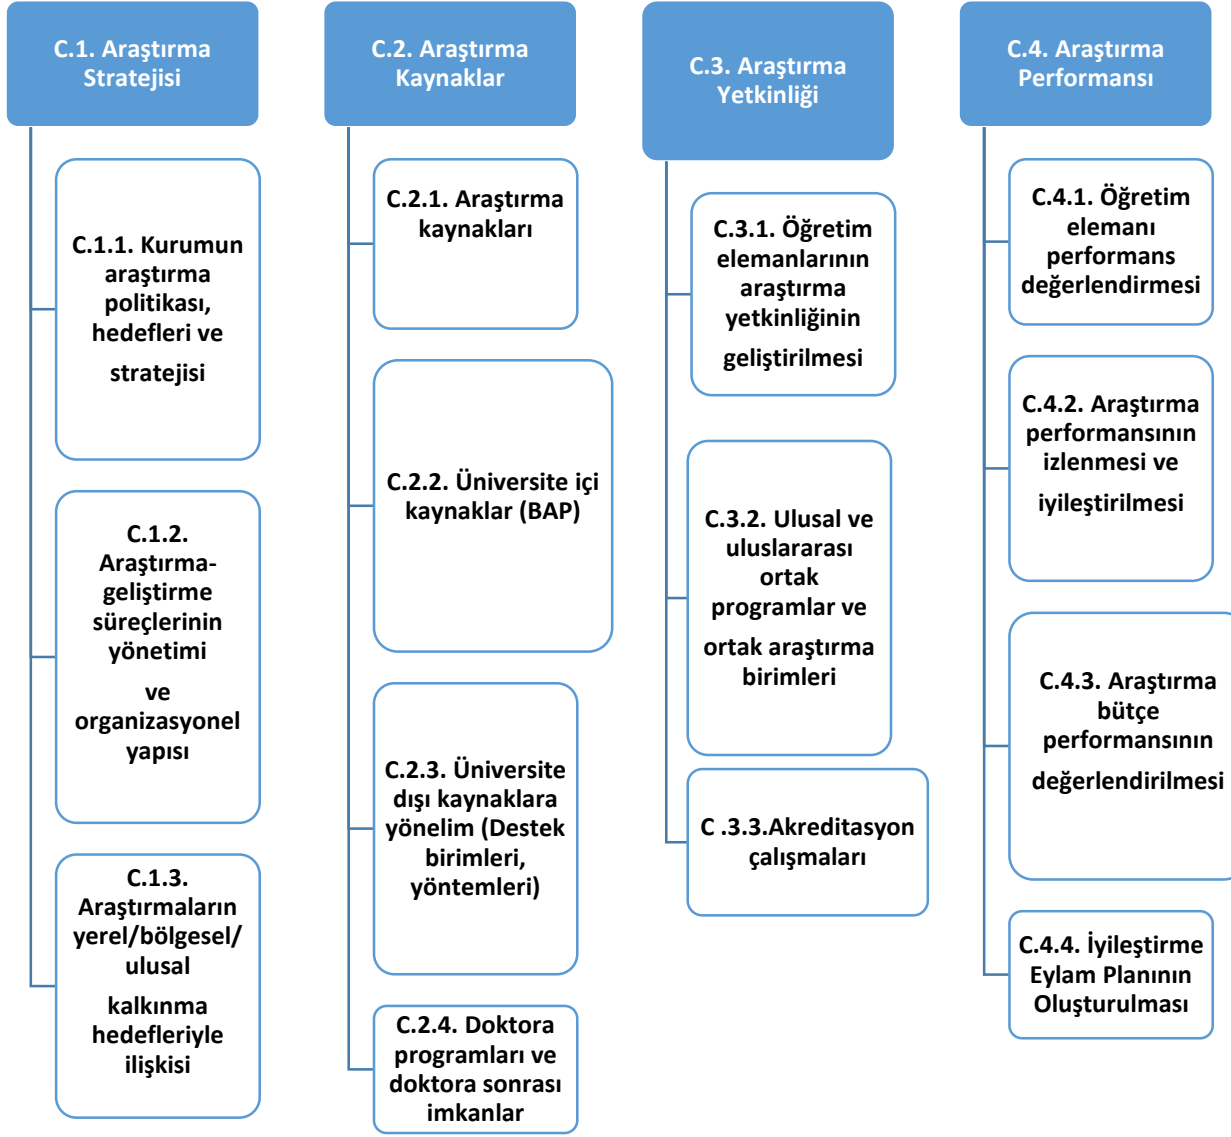 C.1. Araştırma
Stratejisi
C.1.1. Kurumun
araştırma
politikası,
hedefleri ve
stratejisi
C.1.2.
Araştırma-
geliştirme
süreçlerinin
yönetimi
ve
organizasyonel
yapısı
C.1.3.
Araştırmaların
yerel/bölgesel/
ulusal
kalkınma
hedefleriyle
ilişkisi
C.2. Araştırma
Kaynaklar
C.2.1. Araştırma
kaynakları
C.2.2. Üniversite içi
kaynaklar (BAP)
C.2.3. Üniversite
dışı kaynaklara
yönelim (Destek
birimleri,
yöntemleri)
C.2.4. Doktora
programları ve
doktora sonrası
imkanlar
C.3. Araştırma
Yetkinliği
C.3.1. Öğretim
elemanlarının
araştırma
yetkinliğinin
geliştirilmesi
C.3.2. Ulusal ve
uluslararası
ortak
programlar ve
ortak araştırma
birimleri
C .3.3.Akreditasyon
çalışmaları
C.4. Araştırma
Performansı
C.4.1. Öğretim
elemanı
performans
değerlendirmesi
C.4.2. Araştırma
performansının
izlenmesi ve
iyileştirilmesi
C.4.3. Araştırma
bütçe
performansının
değerlendirilmesi
C.4.4. İyileştirme
Eylam Planının
Oluşturulması